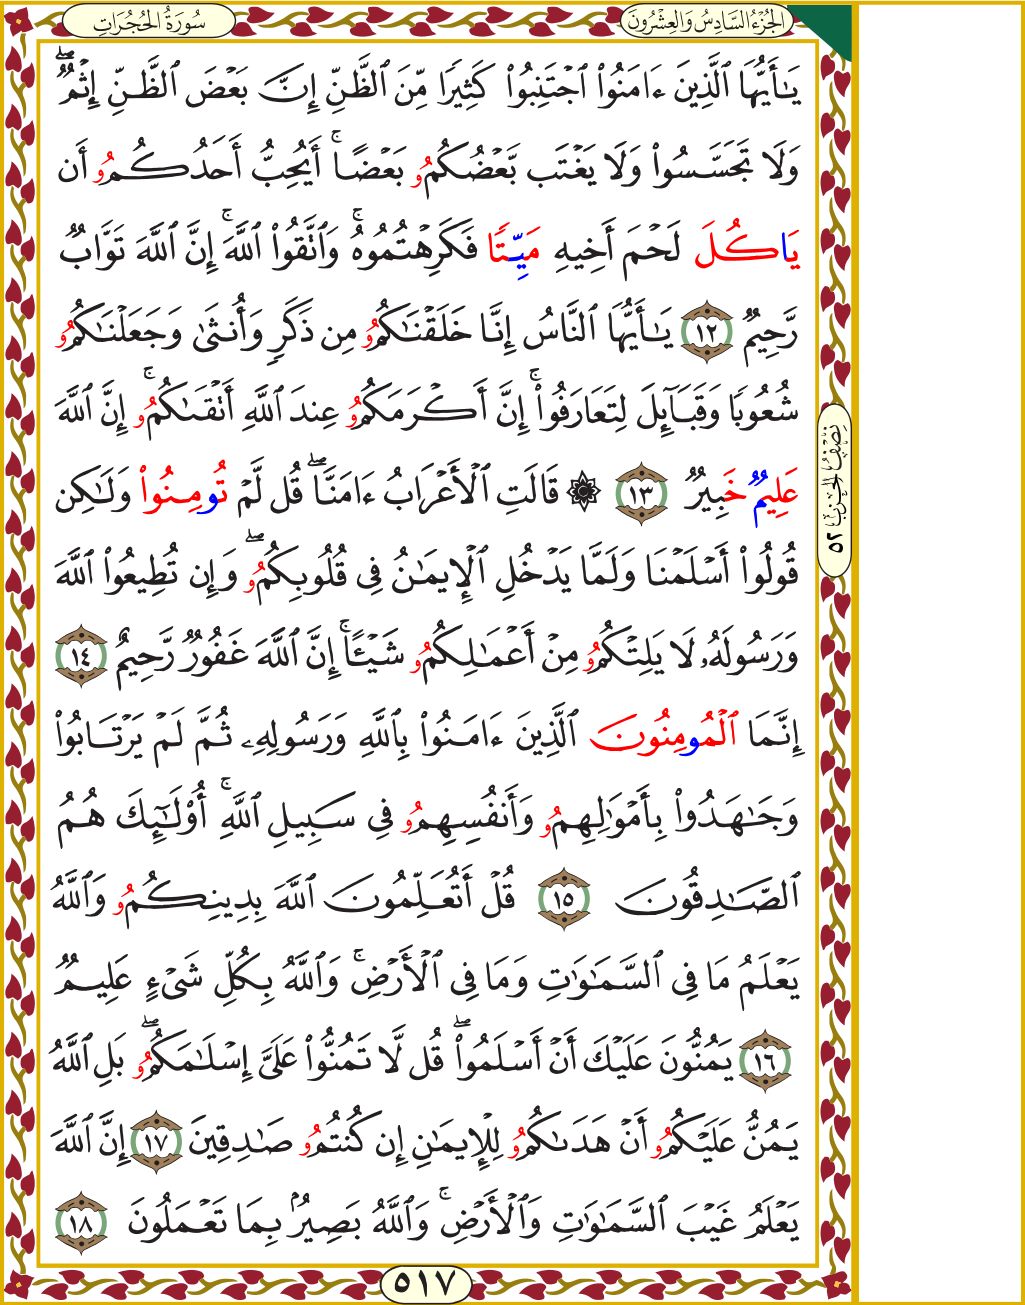 الجُزْءُ السَّادِسُ وَالعِشْرُونَ
سُورَةُ الحُجُرَاتِ
يَـٰٓأَيُّهَا ٱلَّذِينَ ءَامَنُوا۟ ٱجْتَنِبُوا۟ كَثِيرًا مِّنَ ٱلظَّنِّ إِنَّ بَعْضَ ٱلظَّنِّ إِثْمٌ ۖ
وَلَا تَجَسَّسُوا۟ وَلَا يَغْتَب بَّعْضُكُمُو بَعْضًا ۚ أَيُحِبُّ أَحَدُكُمُو أَن
يَاكُلَ لَحْمَ أَخِيهِ مَيِّتًا فَكَرِهْتُمُوهُ ۚ وَٱتَّقُوا۟ ٱللَّهَ ۚ إِنَّ ٱللَّهَ تَوَّابٌ
رَّحِيمٌ ١٢ يَـٰٓأَيُّهَا ٱلنَّاسُ إِنَّا خَلَقْنَـٰكُمُو مِن ذَكَرٍ وَأُنثَىٰ وَجَعَلْنَـٰكُمُو
شُعُوبًا وَقَبَآئِلَ لِتَعَارَفُوٓا۟ ۚ إِنَّ أَكْرَمَكُمُو عِندَ ٱللَّهِ أَتْقَىٰكُمُو ۚ إِنَّ ٱللَّهَ
عَلِيمٌ خَبِيرٌ ١٣ ۞ قَالَتِ ٱلْأَعْرَابُ ءَامَنَّا ۖ قُل لَّمْ تُومِنُوا۟ وَلَـٰكِن
قُولُوٓا۟ أَسْلَمْنَا وَلَمَّا يَدْخُلِ ٱلْإِيمَـٰنُ فِى قُلُوبِكُمُو ۖ وَإِن تُطِيعُوا۟ ٱللَّهَ
وَرَسُولَهُۥ لَا يَلِتْكُمُو مِنْ أَعْمَـٰلِكُمُو شَيْـًٔا ۚ إِنَّ ٱللَّهَ غَفُورٌ رَّحِيمٌ ١٤
إِنَّمَا ٱلْمُومِنُونَ ٱلَّذِينَ ءَامَنُوا۟ بِٱللَّهِ وَرَسُولِهِۦ ثُمَّ لَمْ يَرْتَابُوا۟
وَجَـٰهَدُوا۟ بِأَمْوَٰلِهِمُو وَأَنفُسِهِمُو فِى سَبِيلِ ٱللَّهِ ۚ أُو۟لَـٰٓئِكَ هُمُ
ٱلصَّـٰدِقُونَ ١٥ قُلْ أَتُعَلِّمُونَ ٱللَّهَ بِدِينِكُمُو وَٱللَّهُ
يَعْلَمُ مَا فِى ٱلسَّمَـٰوَٰتِ وَمَا فِى ٱلْأَرْضِ ۚ وَٱللَّهُ بِكُلِّ شَىْءٍ عَلِيمٌ
١٦ يَمُنُّونَ عَلَيْكَ أَنْ أَسْلَمُوا۟ ۖ قُل لَّا تَمُنُّوا۟ عَلَىَّ إِسْلَـٰمَكُمُو ۖ بَلِ ٱللَّهُ
يَمُنُّ عَلَيْكُمُو أَنْ هَدَىٰكُمُو لِلْإِيمَـٰنِ إِن كُنتُمُو صَـٰدِقِينَ ١٧ إِنَّ ٱللَّهَ
يَعْلَمُ غَيْبَ ٱلسَّمَـٰوَٰتِ وَٱلْأَرْضِ ۚ وَٱللَّهُ بَصِيرٌۢ بِمَا تَعْمَلُونَ ١٨
نِصْفُ الحِزْبِ ٥٢
٥١٧